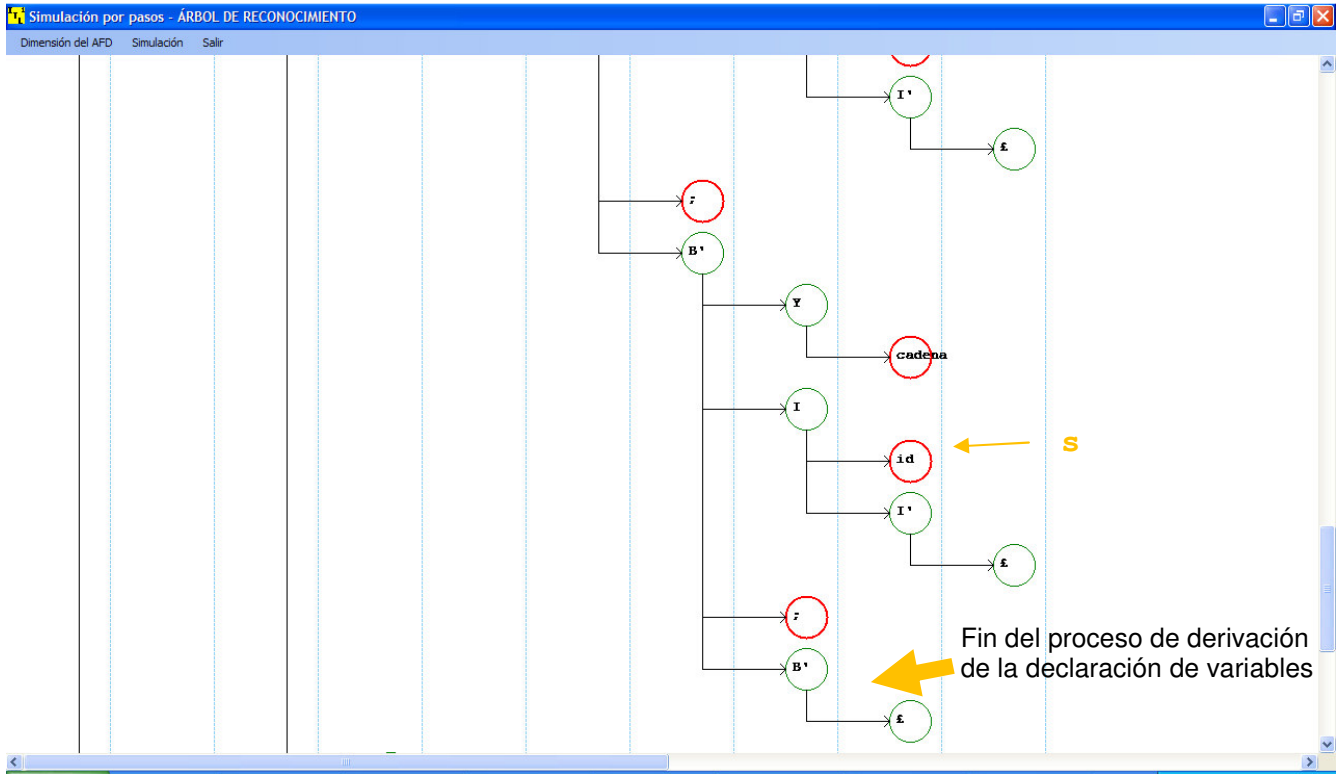 Simulación por pasos - ÁRBOL DE RECONOCIMIENTO
Dimensión del AFD Simulación Salir
I'
£
;
B'
Y
cadena
I
id
S
I'
£
;
Fin del proceso de derivación
de la declaración de variables
B'
£